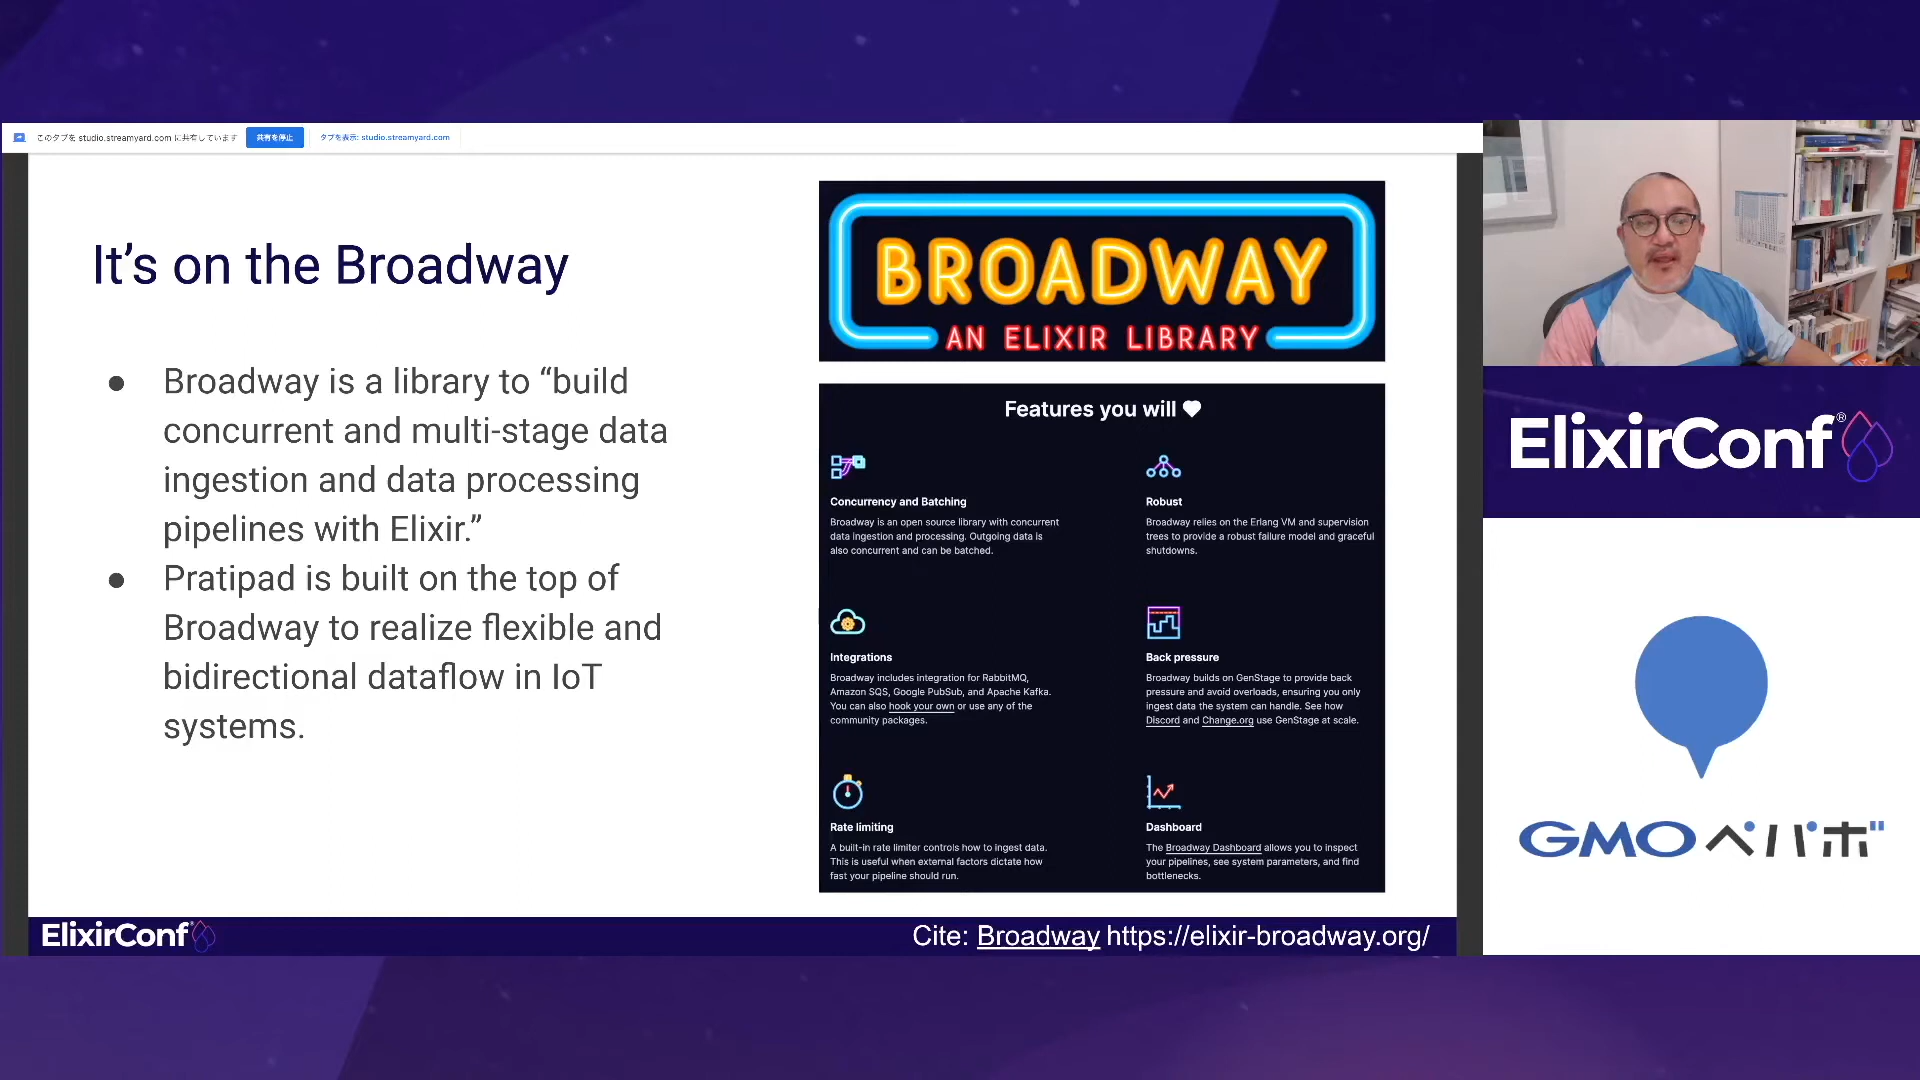 このタブを studio.streamyard.com に共有しています 共有を停止 タブを表示: studio.streamyard.com
It’s on the Broadway
● Broadway is a library to “build
concurrent and multi-stage data
ingestion and data processing
pipelines with Elixir.”
● Pratipad is built on the top of
Broadway to realize flexible and
bidirectional dataflow in IoT
systems.
BROADWAY
AN ELIXIR LIBRARY
Features you will
Concurrency and Batching
Broadway is an open source library with concurrent
data ingestion and processing. Outgoing data is
also concurrent and can be batched.
Robust
Broadway relies on the Erlang VM and supervision
trees to provide a robust failure model and graceful
shutdowns.
Integrations
Broadway includes integration for RabbitMQ,
Amazon SQS, Google PubSub, and Apache Kafka.
You can also hook your own or use any of the
community packages.
Back pressure
Broadway builds on GenStage to provide back
pressure and avoid overloads, ensuring you only
ingest data the system can handle. See how
Discord and Change.org use GenStage at scale.
Rate limiting
A built-in rate limiter controls how to ingest data.
This is useful when external factors dictate how
fast your pipeline should run.
Dashboard
The Broadway Dashboard allows you to inspect
your pipelines, see system parameters, and find
bottlenecks.
ElixirConf
Cite: Broadway https://elixir-broadway.org/
ElixirConf®
GMOペパボ